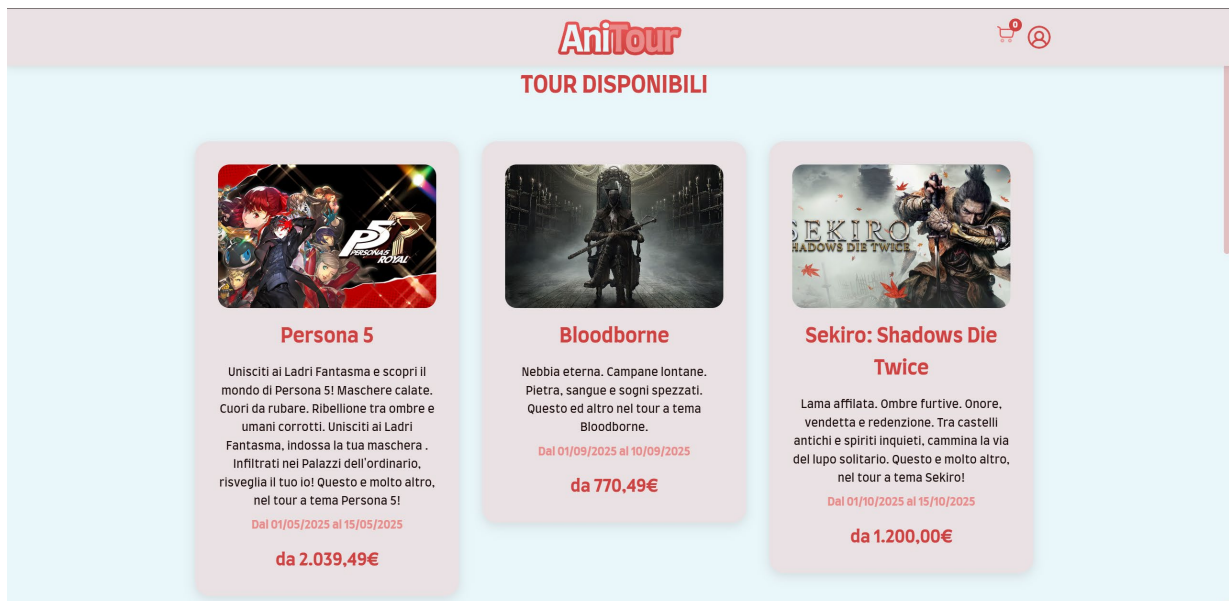 AniTour
0
TOUR DISPONIBILI
P5
PERSONA5
ROYAL
Persona 5
Unisciti ai Ladri Fantasma e scopri il
mondo di Persona 5! Maschere calate.
Cuori da rubare. Ribellione tra ombre e
umani corrotti. Unisciti ai Ladri
Fantasma, indossa la tua maschera .
Infiltrati nei Palazzi dell'ordinario,
risveglia il tuo io! Questo e molto altro,
nel tour a tema Persona 5!
Dal 01/05/2025 al 15/05/2025
da 2.039,49€
Bloodborne
Nebbia eterna. Campane lontane.
Pietra, sangue e sogni spezzati.
Questo ed altro nel tour a tema
Bloodborne.
Dal 01/09/2025 al 10/09/2025
da 770,49€
SEKIRO
HADOWS DIE TWICE
Sekiro: Shadows Die
Twice
Lama affilata. Ombre furtive. Onore,
vendetta e redenzione. Tra castelli
antichi e spiriti inquieti, cammina la via
del lupo solitario. Questo e molto altro,
nel tour a tema Sekiro!
Dal 01/10/2025 al 15/10/2025
da 1.200,00€